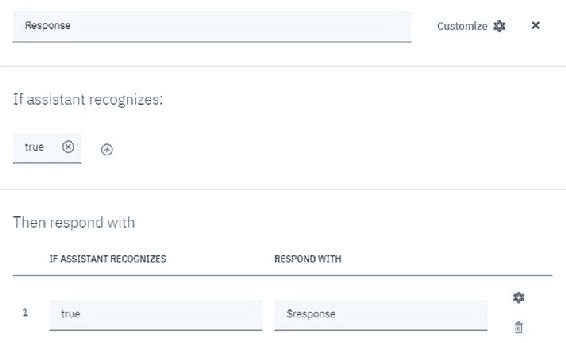 Response
Customize
If assistant recognizes:
true
Then respond with
IF ASSISTANT RECOGNIZES RESPOND WITH
1 true $response